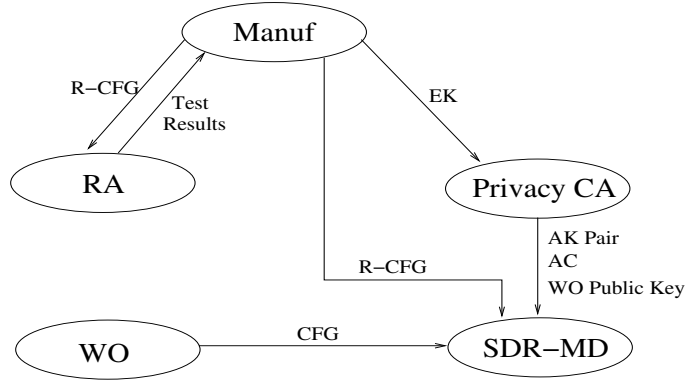 Manuf
R−CFG
Test
Results
EK
RA
Privacy CA
AK Pair
AC
WO Public Key
R−CFG
CFG
WO
SDR−MD